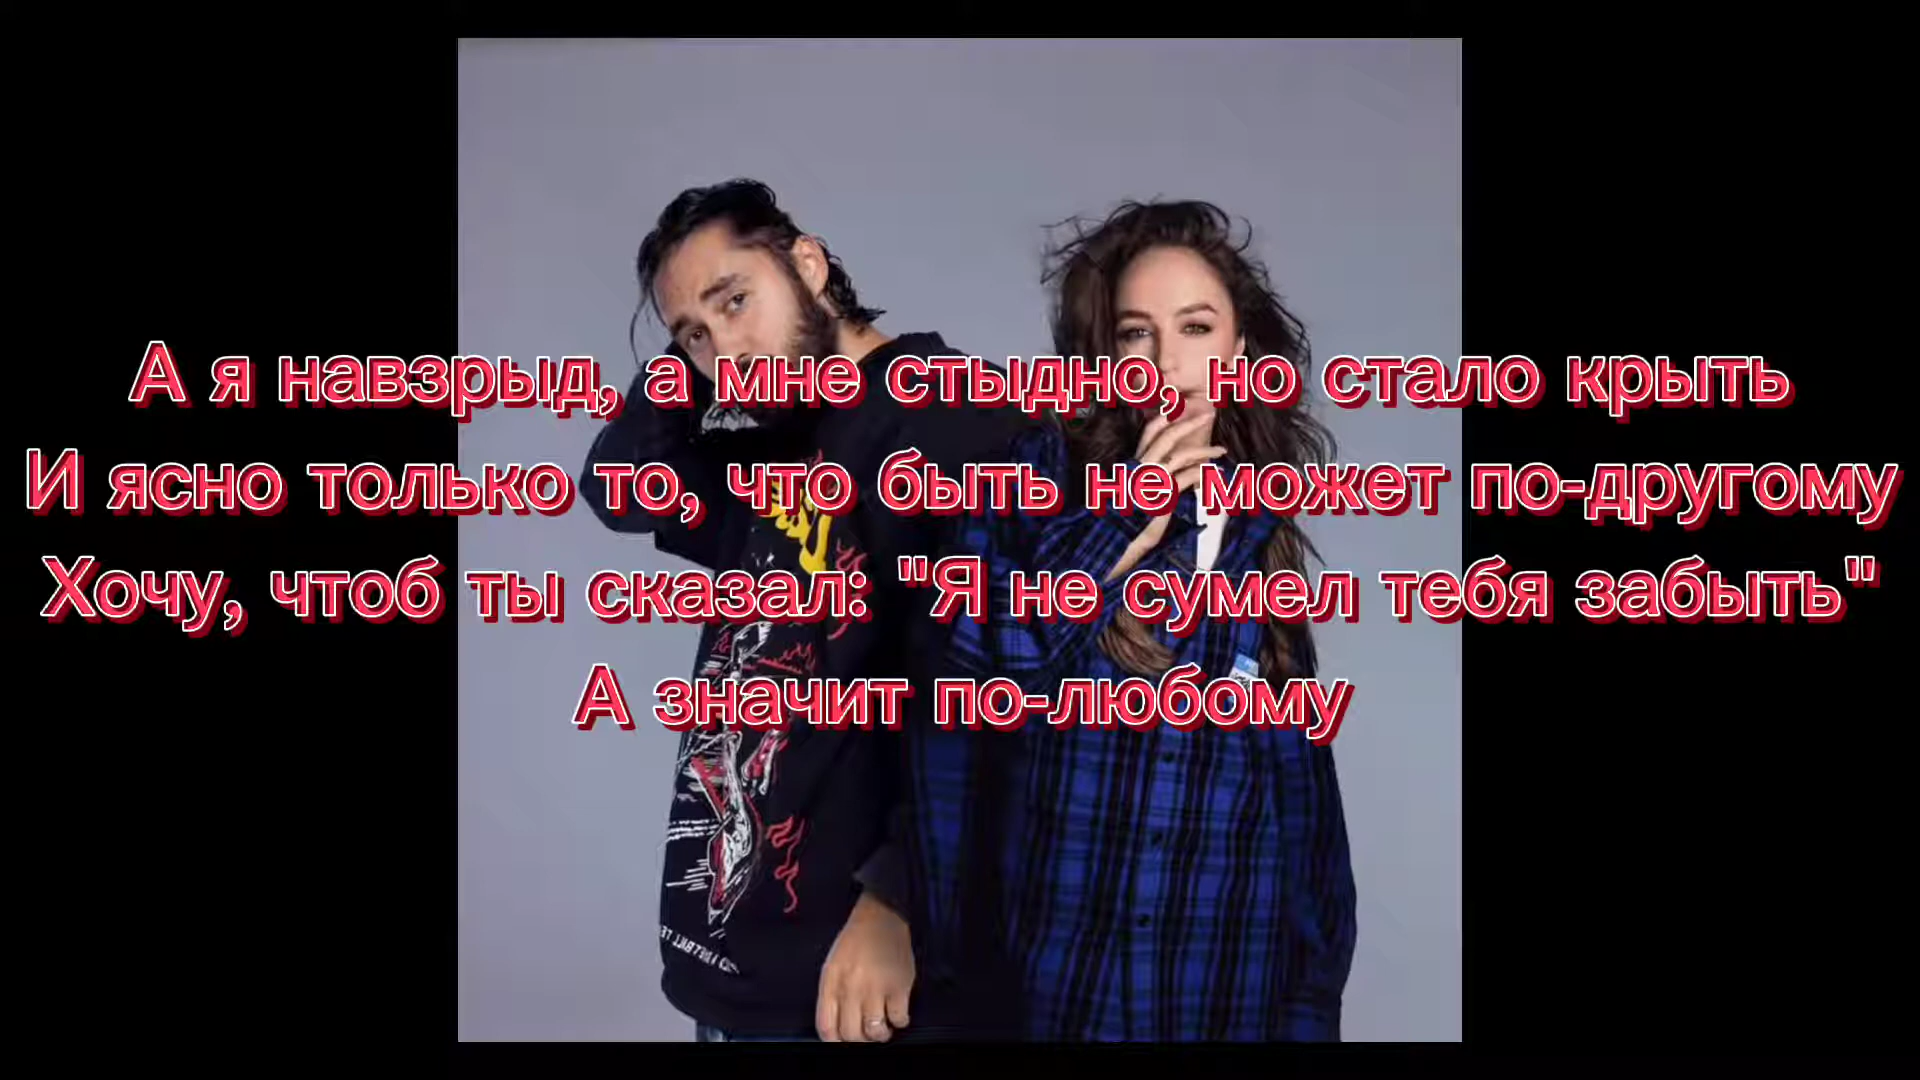 А я навзрыд, а мне стыдно, но стало крыть
И ясно только то, что быть не может по-другому
Хочу, чтоб ты сказал: "Я не сумел тебя забыть"
А значит по-любому